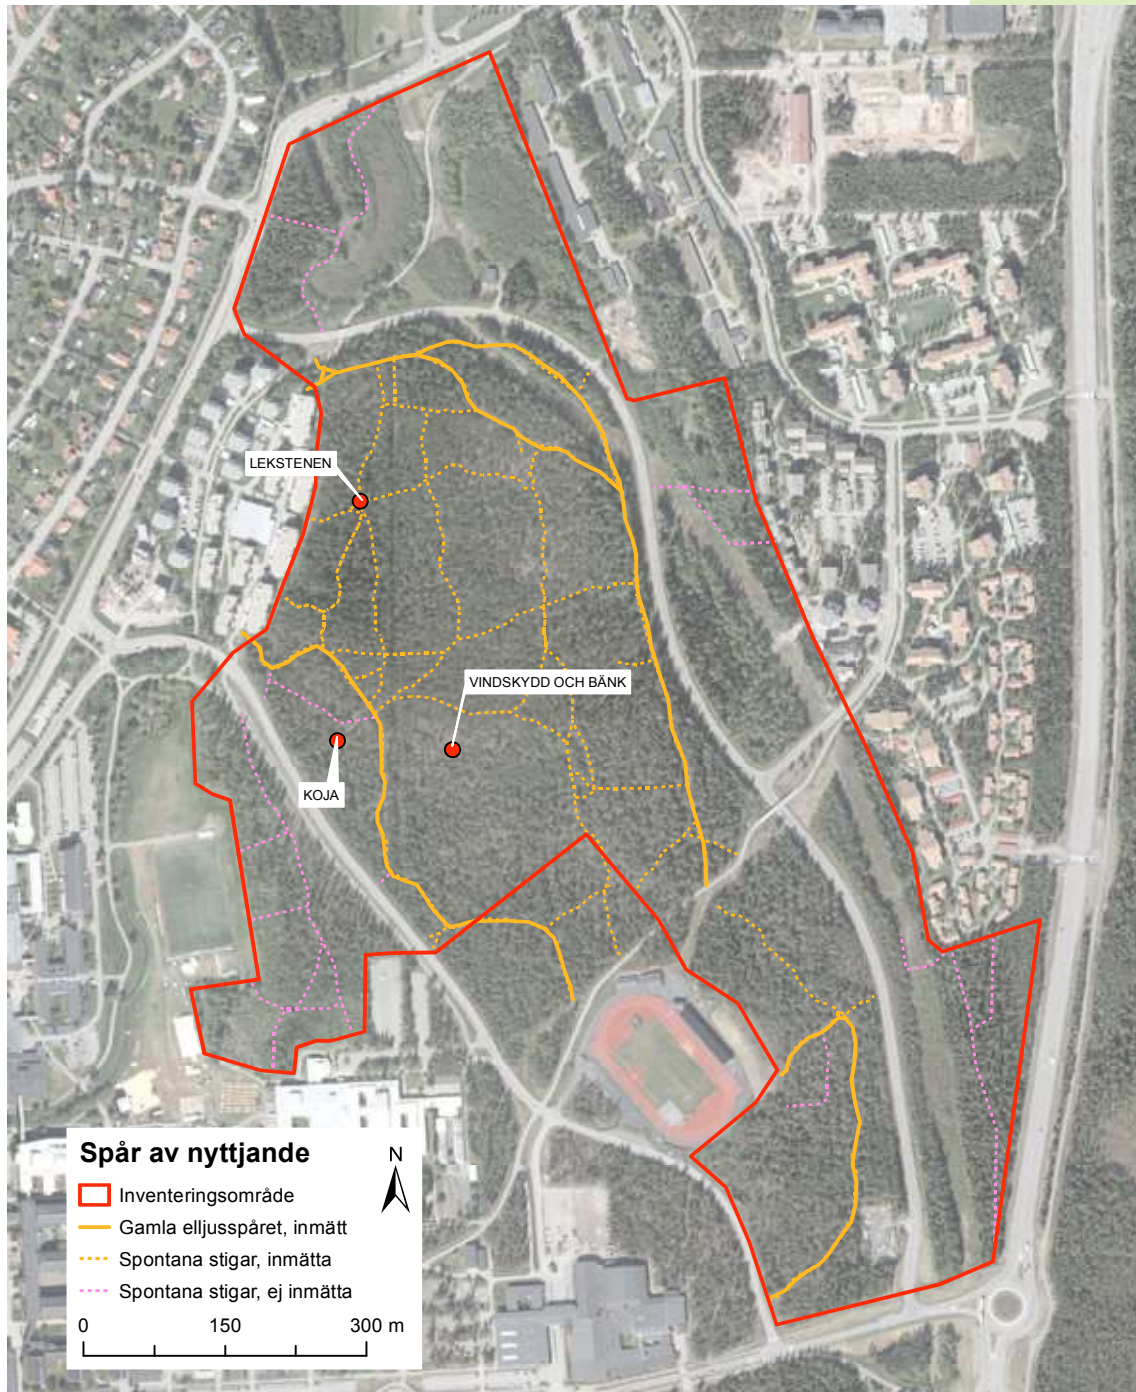 LEKSTENEN
VINDSKYDD OCH BÄNK
KOJA
Spår av nyttjande
N
Inventeringsområde
Gamla elljusspåret, inmätt
Spontana stigar, inmätta
Spontana stigar, ej inmätta
0 150 300 m